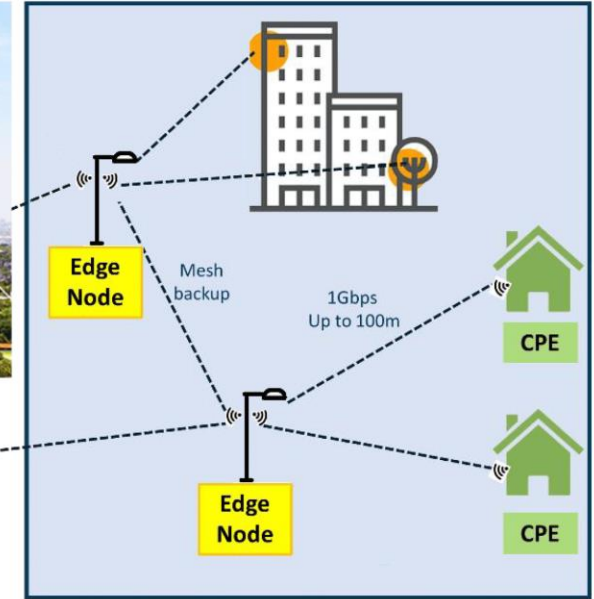 Edge
Node
Mesh
backup
1Gbps
Up to 100m
CPE
Edge
Node
CPE